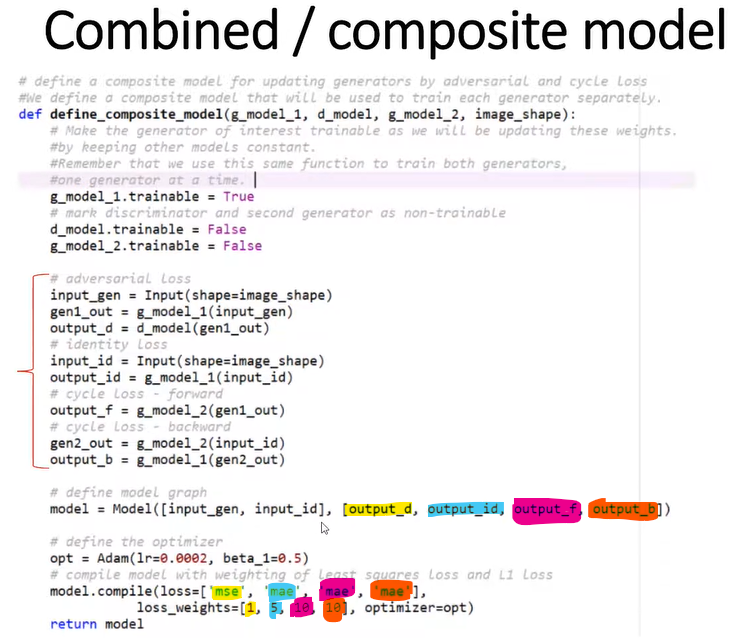 Combined / composite model
# define a composite model for updating generators by adversarial and cycle loss
#We define a composite model that will be used to train each generator separately.
def define_composite_model(g_model_1, d_model, g_model_2, image_shape):
# Make the generator of interest trainable as we will be updating these weights.
#by keeping other models constant.
#Remember that we use this same function to train both generators,
#one generator at a time.
g_model_1.trainable = True
# mark discriminator and second generator as non-trainable
d_model.trainable = False
g_model_2.trainable = False
# adversarial loss
input_gen = Input(shape=image_shape)
gen1_out = g_model_1(input_gen)
output_d = d_model(gen1_out)
# identity loss
input_id = Input(shape=image_shape)
output_id = g_model_1(input_id)
# cycle loss - forward
output_f = g_model_2(gen1_out)
# cycle loss - backward
gen2_out = g_model_2(input_id)
output_b = g_model_1(gen2_out)
# define model graph
model = Model([input_gen, input_id], [output_d, output_id, output_f, output_b])
# define the optimizer
opt = Adam(lr=0.0002, beta_1=0.5)
# compile model with weighting of least squares loss and L1 loss
model.compile(loss=['mse', 'mae', 'mae', 'mae'],
loss_weights=[1, 5, 10, 10], optimizer=opt)
return model